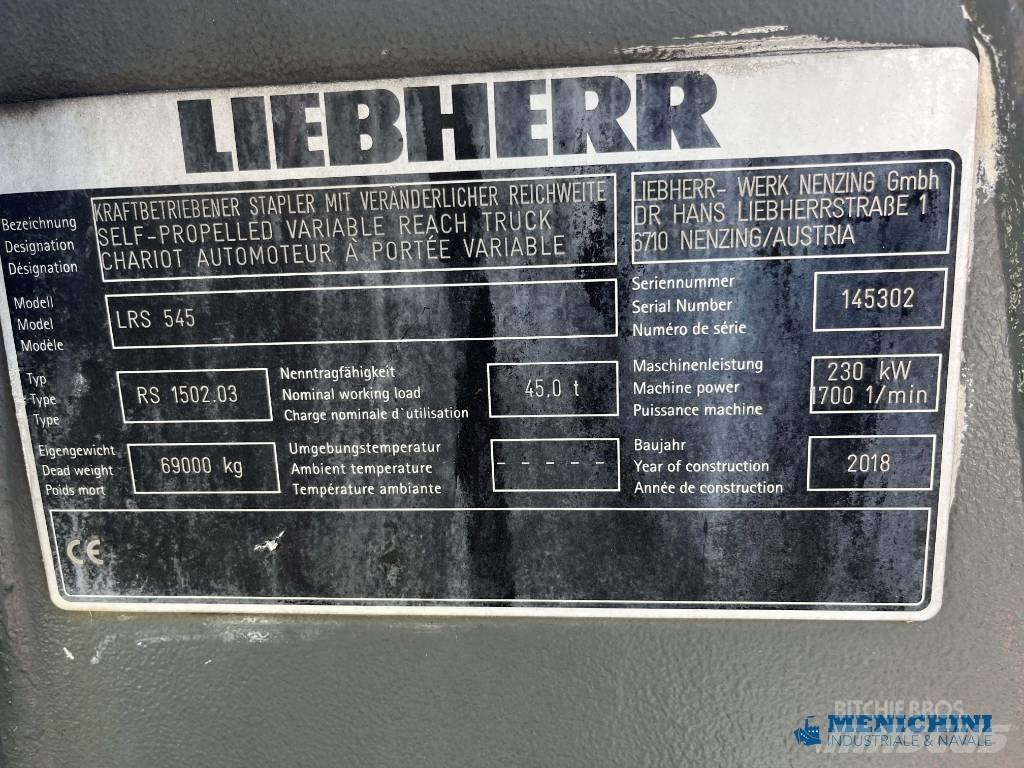 LIEBHERR
Bezeichnung
Designation
Désignation
KRAFTBETRIEBENER STAPLER MIT VERÄNDERLICHER REICHWEITE
SELF-PROPELLED VARIABLE REACH TRUCK
CHARIOT AUTOMOTEUR À PORTÉE VARIABLE
LIEBHERR- WERK NENZING Gmbh
DR HANS LIEBHERRSTRAßE 1
6710 NENZING/AUSTRIA
Modell
Model
Modèle
LRS 545
Seriennummer
Serial Number
Numéro de série
145302
Typ
Type
Type
RS 1502.03
Nenntragfähigkeit
Nominal working load
Charge nominale d`utilisation
45,0 t
Maschinenleistung
Machine power
Puissance machine
230 kW
1700 1/min
Eigengewicht
Dead weight
Poids mort
69000 kg
Umgebungstemperatur
Ambient temperature
Température ambiante
- - - - -
Baujahr
Year of construction
Année de construction
2018
CE
RITCHIE BROS
MENICHINI
INDUSTRIALE & NAVALE